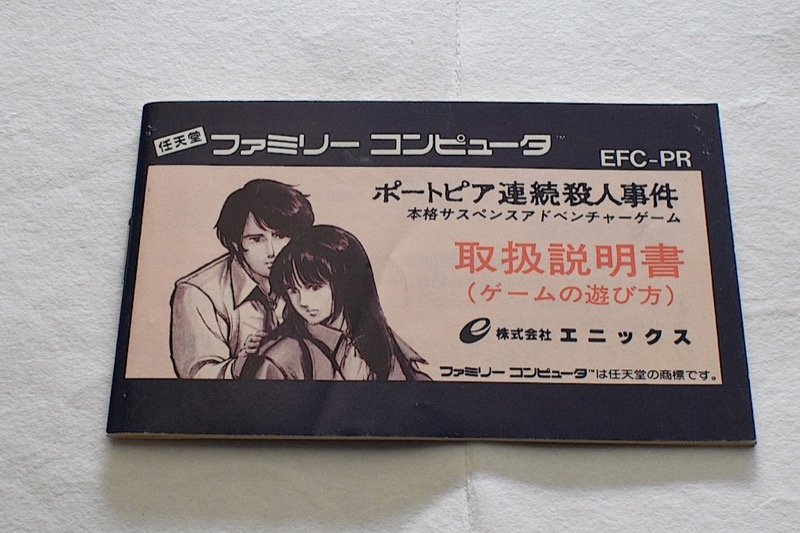 任天堂 ファミリー コンピュータ™
EFC-PR
ポートピア連続殺人事件
本格サスペンスアドベンチャーゲーム
取扱説明書
(ゲームの遊び方)
e 株式会社 エニックス
ファミリー コンピュータ™は任天堂の商標です。